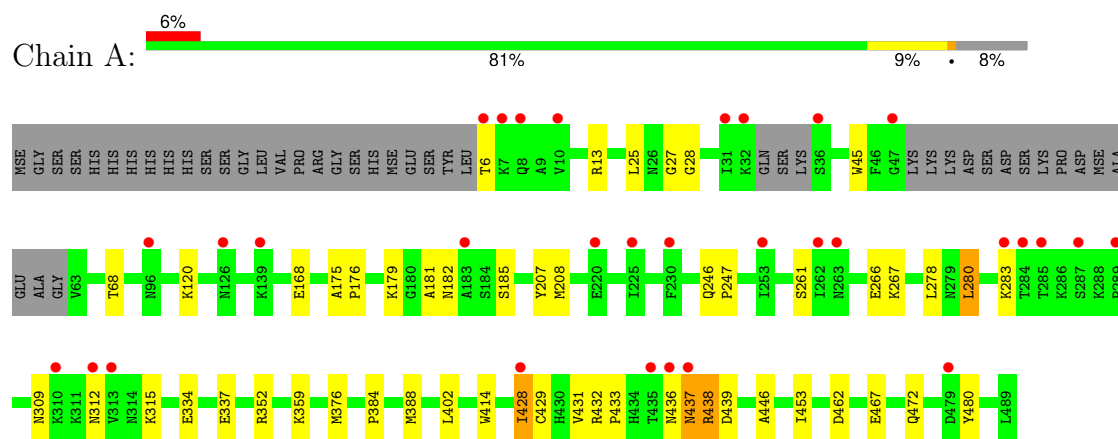 6%
Chain A:
81% 9% • 8%
MSE GLY SER SER HIS HIS HIS HIS HIS HIS SER SER GLY LEU VAL PRO ARG GLY SER HIS MSE GLU SER TYR LEU T6 K7 Q8 A9 V10 R13 L25 N26 G27 G28 I31 K32 GLN SER LYS S36 W45 F46 G47 LYS LYS LYS ASP SER ASP SER LYS PRO ASP MSE ALA
GLU ALA GLY V63 T68 N96 K120 N126 K139 E168 A175 P176 K179 G180 A181 N182 A183 S184 S185 Y207 M208 E220 I225 F230 Q246 P247 I253 S261 I262 N263 E266 K267 L278 N279 L280 K283 T284 T285 K286 S287 K288
N309 K310 K311 N312 V313 N314 K315 E334 E337 R352 K359 M376 P384 M388 L402 W414 I428 C429 H430 V431 R432 P433 H434 T435 N436 N437 R438 D439 A446 I453 D462 E467 Q472 D479 Y480 L489